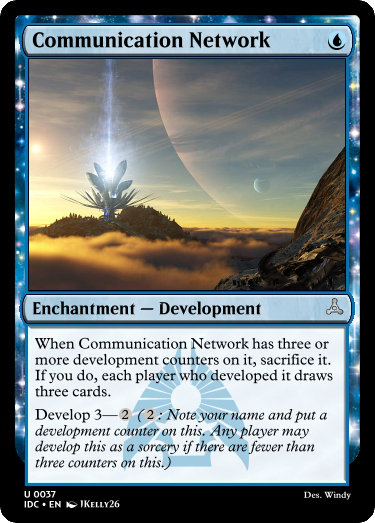 Communication Network
Enchantment — Development
When Communication Network has three or
more development counters on it, sacrifice it.
If you do, each player who developed it draws
three cards.
Develop 3—2 (2: Note your name and put a
development counter on this. Any player may
develop this as a sorcery if there are fewer than
three counters on this.)
U 0037
IDC • EN JKelly26
Des. Windy